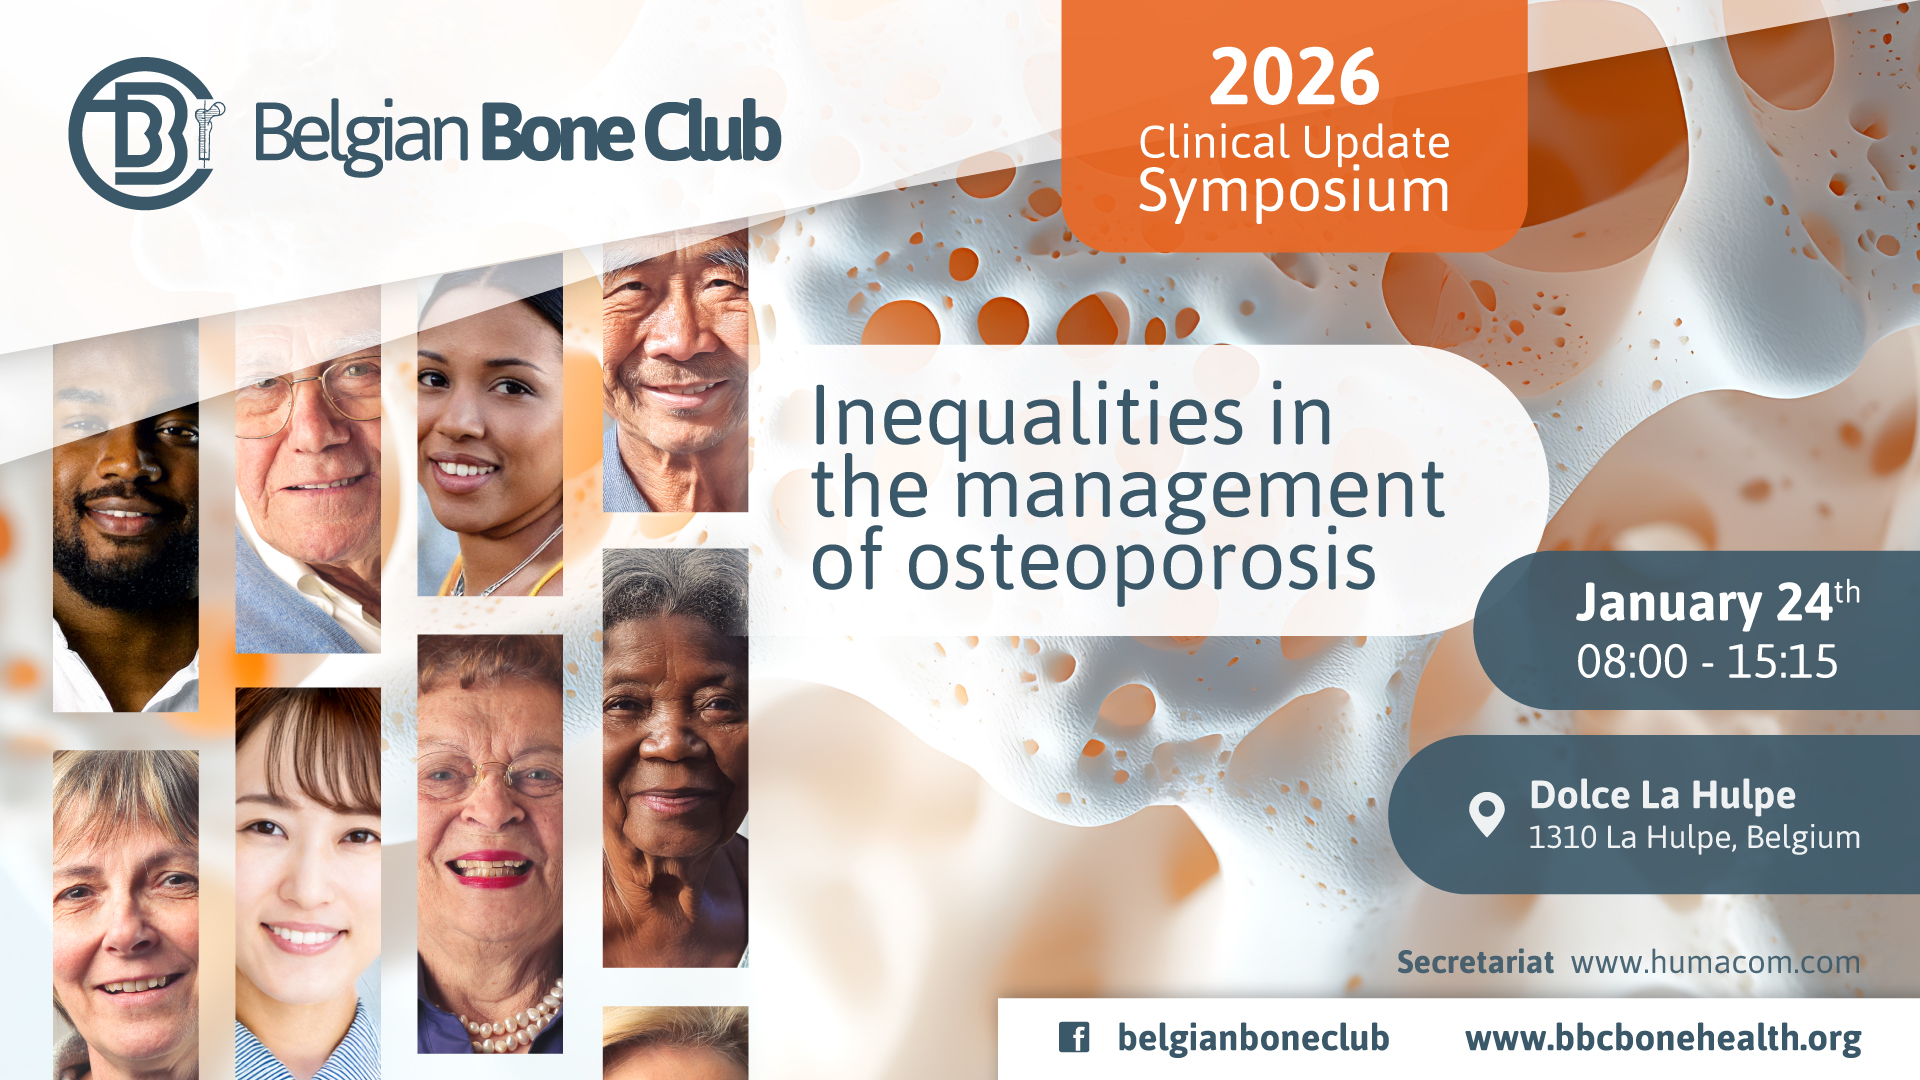 Belgian Bone Club
2026
Clinical Update
Symposium
Inequalities in
the management
of osteoporosis
January 24th
08:00 - 15:15
Dolce La Hulpe
1310 La Hulpe, Belgium
Secretariat www.humacom.com
belgianboneclub www.bbcbonehealth.org